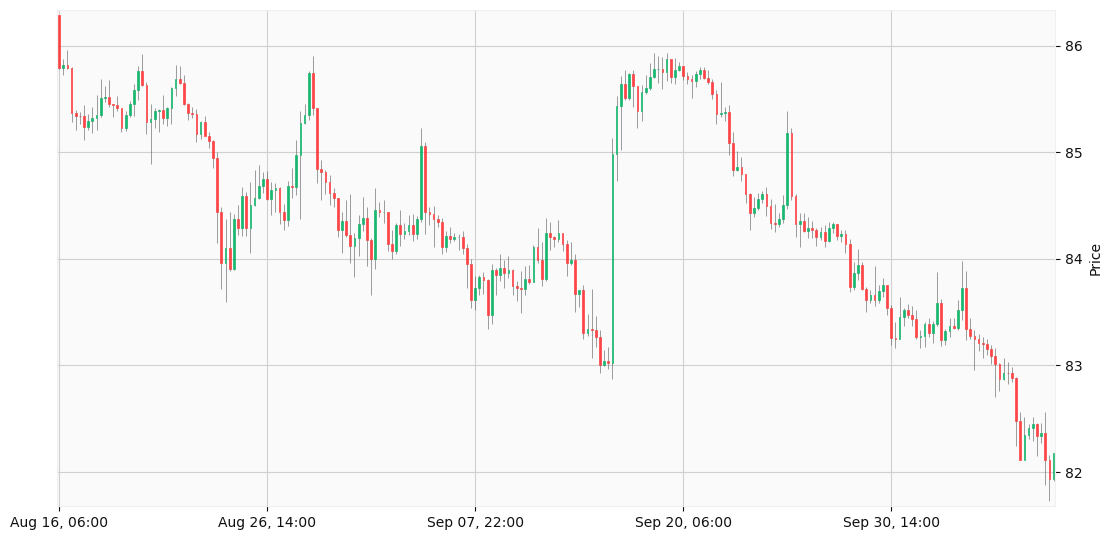 86
85
84
83
82
Price
Aug 16, 06:00
Aug 26, 14:00
Sep 07, 22:00
Sep 20, 06:00
Sep 30, 14:00